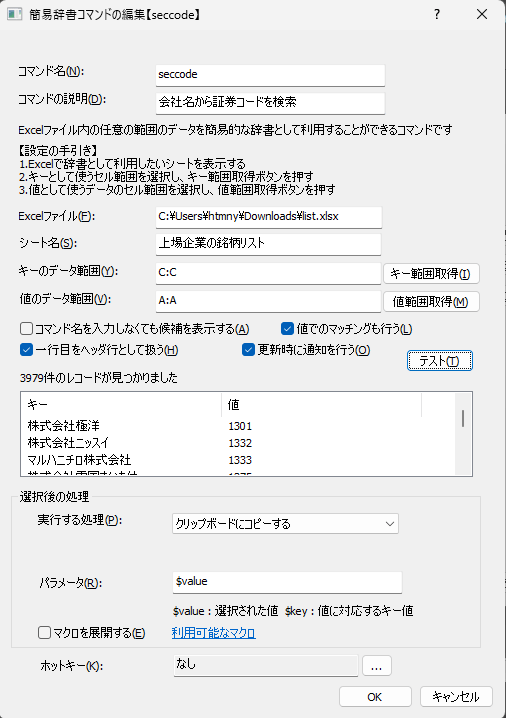 簡易辞書コマンドの編集【seccode】
コマンド名(N):
seccode
コマンドの説明(D):
会社名から証券コードを検索
Excelファイル内の任意の範囲のデータを簡易的な辞書として利用することができるコマンドです
【設定の手引き】
1.Excelで辞書として利用したいシートを表示する
2.キーとして使うセル範囲を選択し、キー範囲取得ボタンを押す
3.値として使うデータのセル範囲を選択し、値範囲取得ボタンを押す
Excelファイル(F):
C:¥Users¥htmny¥Downloads¥list.xlsx
シート名(S):
上場企業の銘柄リスト
キーのデータ範囲(Y):
C:C
キー範囲取得(I)
値のデータ範囲(V):
A:A
値範囲取得(M)
コマンド名を入力しなくても候補を表示する(A)
値でのマッチングも行う(L)
一行目をヘッダ行として扱う(H)
更新時に通知を行う(O)
テスト(T)
3979件のレコードが見つかりました
キー 値
株式会社極洋 1301
株式会社ニッスイ 1332
マルハニチロ株式会社 1333
選択後の処理
実行する処理(P):
クリップボードにコピーする
パラメータ(R):
$value
$value : 選択された値 $key : 値に対応するキー値
マクロを展開する(E)
利用可能なマクロ
ホットキー(K):
なし
...
OK
キャンセル